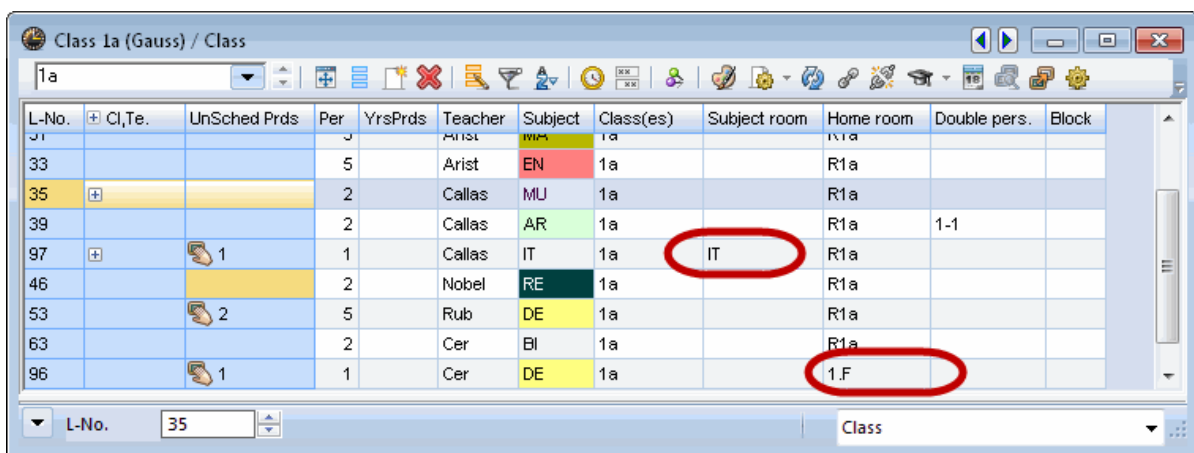 Class 1a (Gauss) / Class
1a
L-No. Cl,Te. UnSched Prds Per YrsPrds Teacher Subject Class(es) Subject room Home room Double pers. Block
33 5 Arist EN 1a R1a
35 2 Callas MU 1a R1a
39 2 Callas AR 1a R1a 1-1
97 1 1 Callas IT 1a IT R1a
46 2 Nobel RE 1a R1a
53 2 5 Rub DE 1a R1a
63 2 Cer BI 1a R1a
96 1 1 Cer DE 1a 1.F
L-No. 35 Class